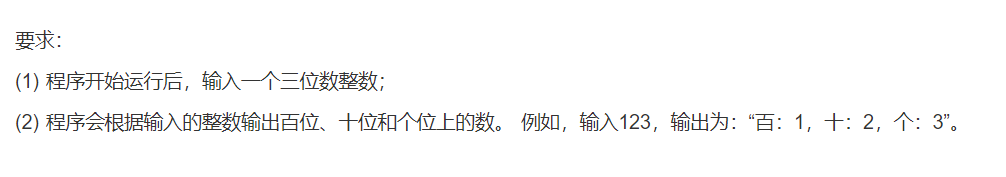 要求：
(1) 程序开始运行后，输入一个三位数整数；
(2) 程序会根据输入的整数输出百位、十位和个位上的数。 例如，输入123，输出为：“百：1，十：2，个：3”。